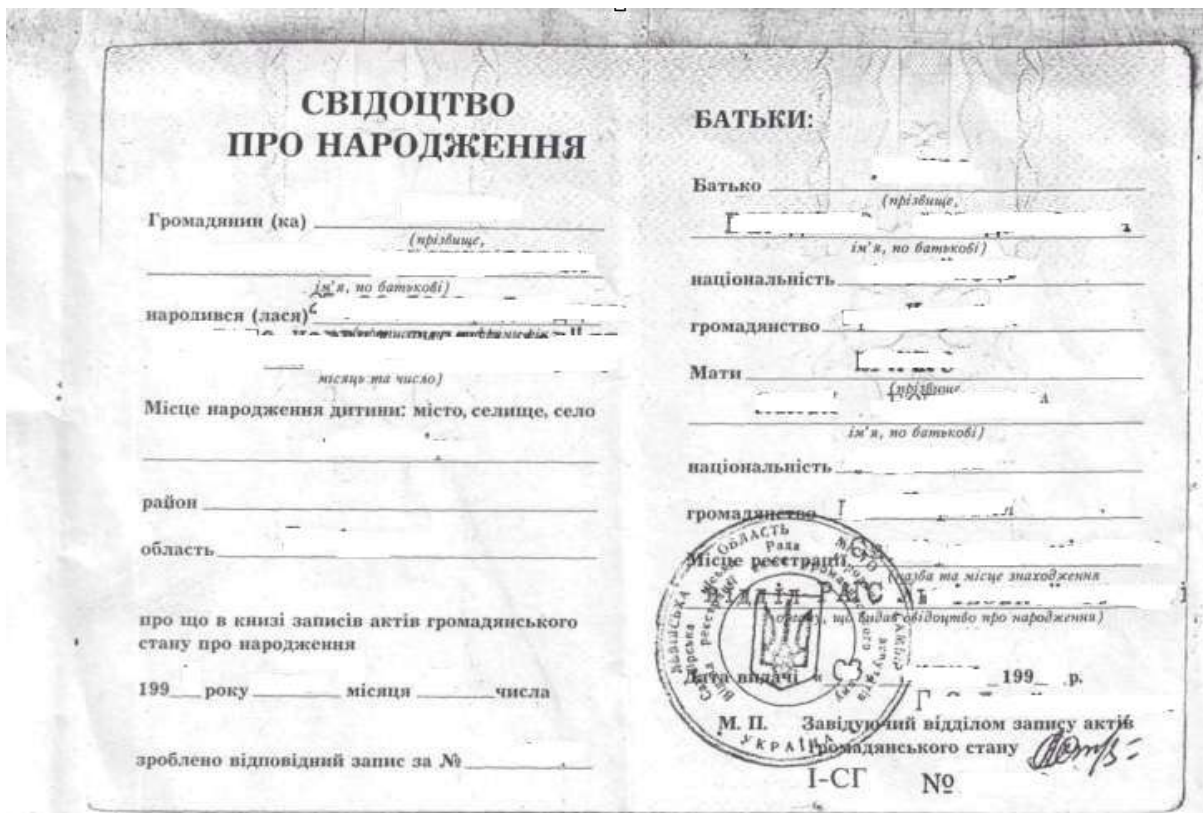 СВІДОЦТВО
ПРО НАРОДЖЕННЯ
Громадянин (ка)
(прізвище,
ім'я, по батькові)
народився (лася)
місяць та число)
Місце народження дитини: місто, селище, село
район
область
про що в книзі записів актів громадянського
стану про народження
199 року місяця числа
зроблено відповідний запис за №
БАТЬКИ:
Батько
(прізвище,
ім'я, по батькові)
національність
громадянство
Мати
(прізвище
ім'я, по батькові)
національність
громадянство
Місце реєстрації
(назва та місце знаходження
Відділ РАГС
органу, що видав свідоцтво про народження)
Дата видачі « 199 р.
М. П. Завідуючий відділом запису актів
громадянського стану
І-СГ №
ЛЬВІВСЬКА ОБЛАСТЬ
УКРАЇНА